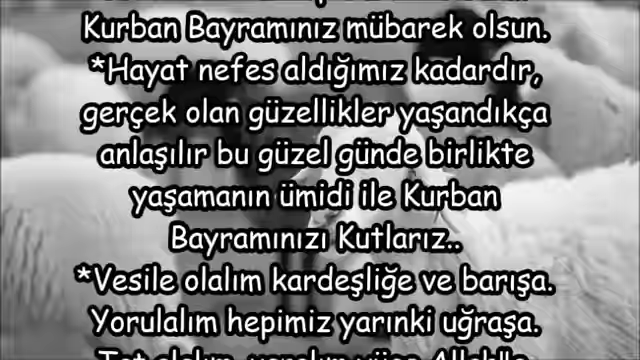 Kurban Bayramınız mübarek olsun.
*Hayat nefes aldığımız kadardır,
gerçek olan güzellikler yaşandıkça
anlaşılır bu güzel günde birlikte
yaşamanın ümidi ile Kurban
Bayramınızı Kutlarız..
*Vesile olalım kardeşliğe ve barışa.
Yorulalım hepimiz yarınki uğraşa.